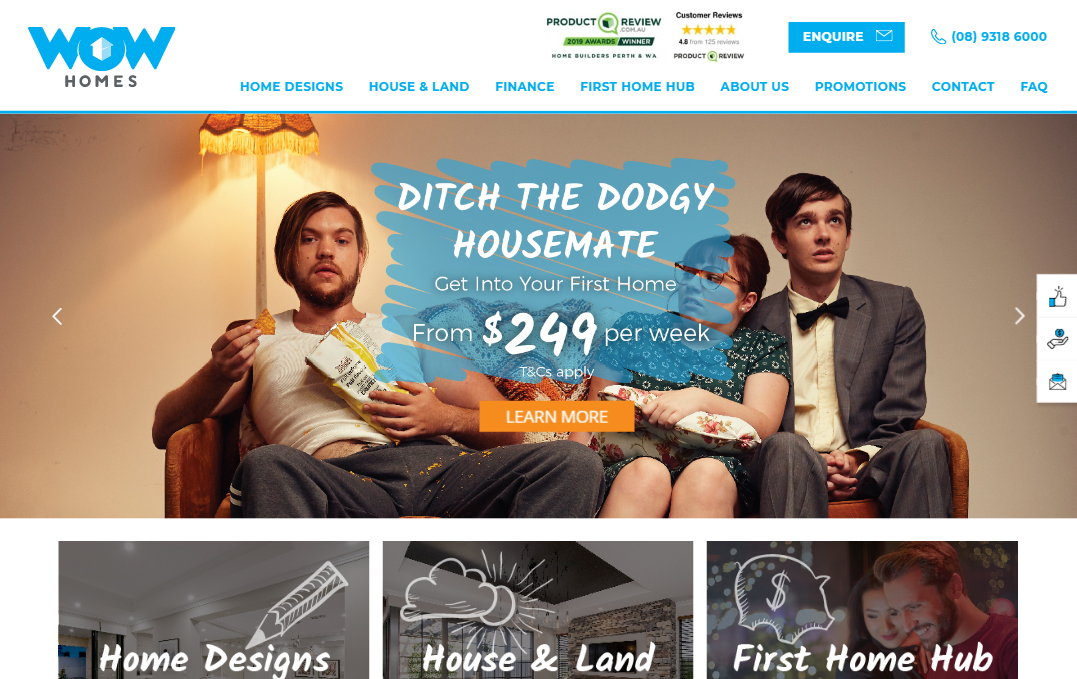 WOW
HOMES
PRODUCT REVIEW
.COM.AU
2019 AWARDS WINNER
HOME BUILDERS PERTH & WA
Customer Reviews
4.8 from 125 reviews
PRODUCT REVIEW
ENQUIRE
(08) 9318 6000
HOME DESIGNS HOUSE & LAND FINANCE FIRST HOME HUB ABOUT US PROMOTIONS CONTACT FAQ
DITCH THE DODGY
HOUSEMATE
Get Into Your First Home
From $249 per week
T&Cs apply
LEARN MORE
Home Designs
House & Land
First Home Hub